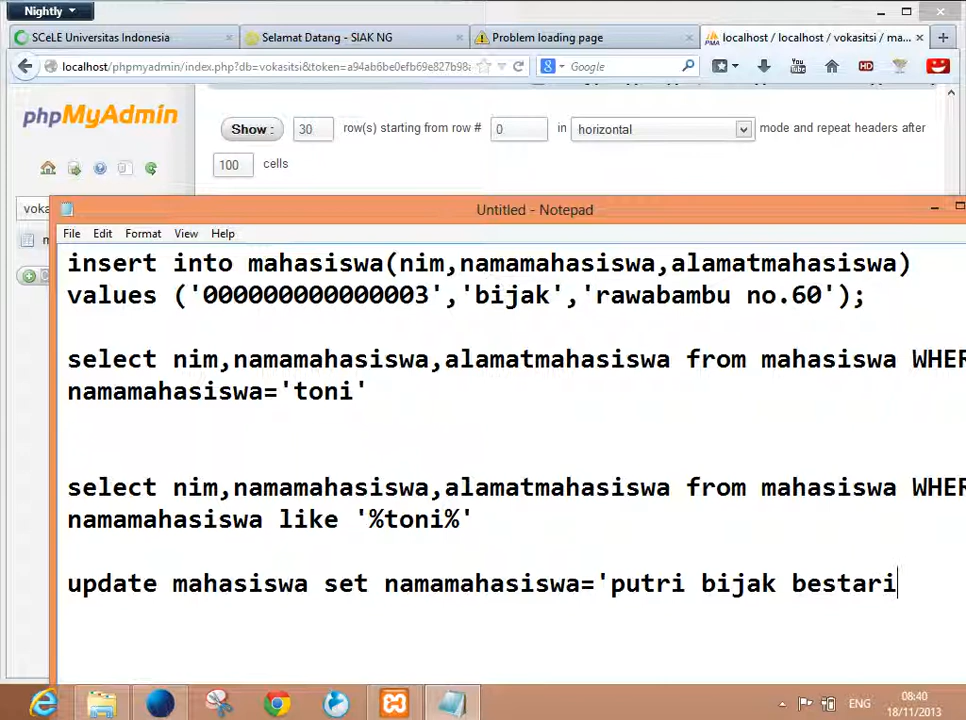 Nightly
SCeLE Universitas Indonesia
Selamat Datang - SIAK NG
Problem loading page
localhost / localhost / vokasitsi / ma...
localhost/phpmyadmin/index.php?db=vokasitsi&token=a94ab6be0efb69e827b98a
Google
phpMyAdmin
Show :
30
row(s) starting from row #
0
in
horizontal
mode and repeat headers after
100
cells
voka
m
Untitled - Notepad
File Edit Format View Help
insert into mahasiswa(nim,namamahasiswa,alamatmahasiswa)
values ('000000000000003','bijak','rawabambu no.60');
select nim,namamahasiswa,alamatmahasiswa from mahasiswa WHER
namamahasiswa='toni'
select nim,namamahasiswa,alamatmahasiswa from mahasiswa WHER
namamahasiswa like '%toni%'
update mahasiswa set namamahasiswa='putri bijak bestari
ENG
08:40
18/11/2013